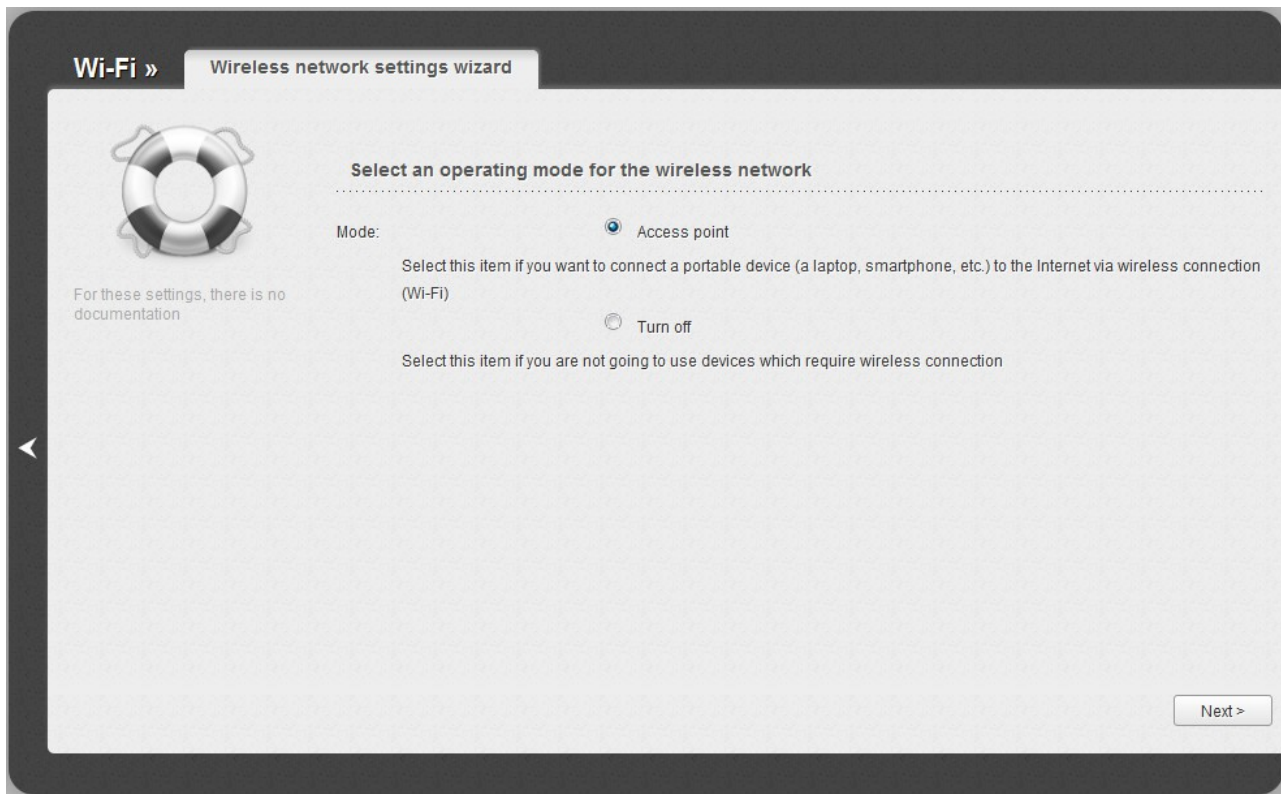 Wi-Fi »
Wireless network settings wizard
For these settings, there is no
documentation
Select an operating mode for the wireless network
Mode:
Access point
Select this item if you want to connect a portable device (a laptop, smartphone, etc.) to the Internet via wireless connection
(Wi-Fi)
Turn off
Select this item if you are not going to use devices which require wireless connection
Next >